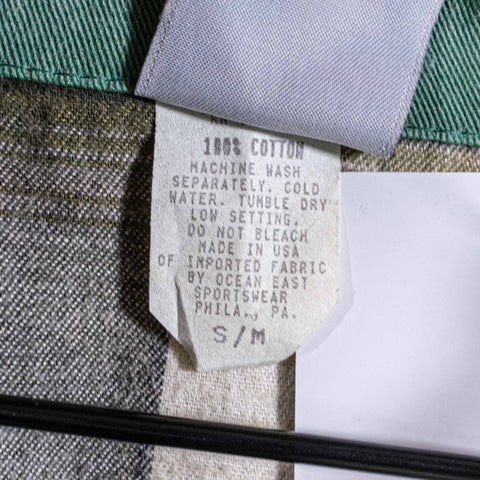 100% COTTON
MACHINE WASH
SEPARATELY. COLD
WATER. TUMBLE DRY
LOW SETTING.
DO NOT BLEACH
MADE IN USA
OF IMPORTED FABRIC
BY OCEAN EAST
SPORTSWEAR
PHILA., PA.
S/M